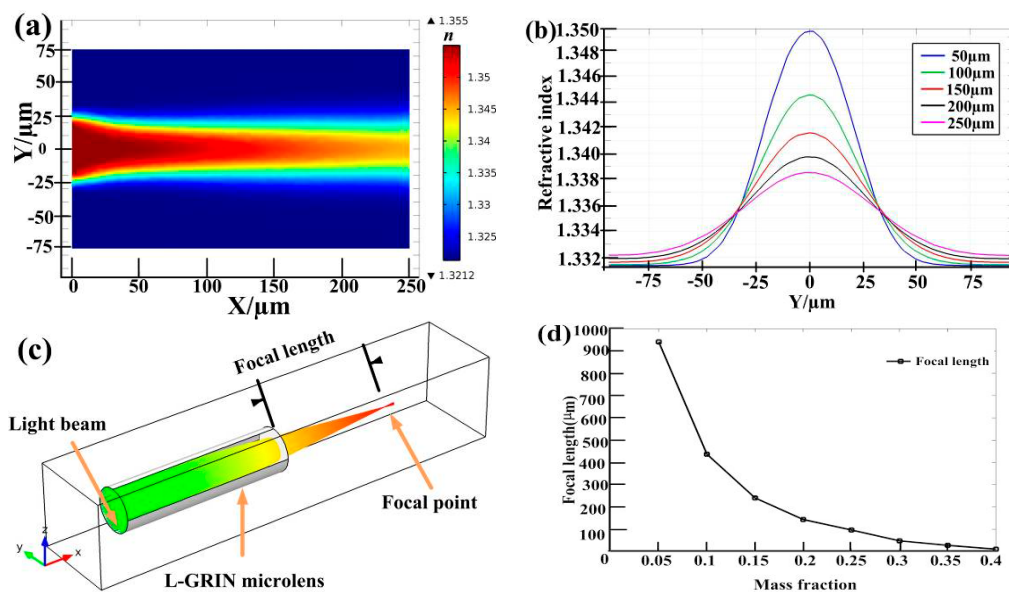 (a)
Y/μm
75
50
25
0
-25
-50
-75
0
50
100
150
200
250
X/μm
▲ 1.355
n
1.35
1.345
1.34
1.335
1.33
1.325
▼ 1.3212
(b)
Refractive index
1.350
1.348
1.346
1.344
1.342
1.340
1.338
1.336
1.334
1.332
-75
-50
-25
0
25
50
75
Y/μm
50μm
100μm
150μm
200μm
250μm
(c)
Focal length
Light beam
Focal point
L-GRIN microlens
z
y
x
(d)
Focal length(μm)
1000
900
800
700
600
500
400
300
200
100
0
0
0.05
0.1
0.15
0.2
0.25
0.3
0.35
0.4
Mass fraction
Focal length